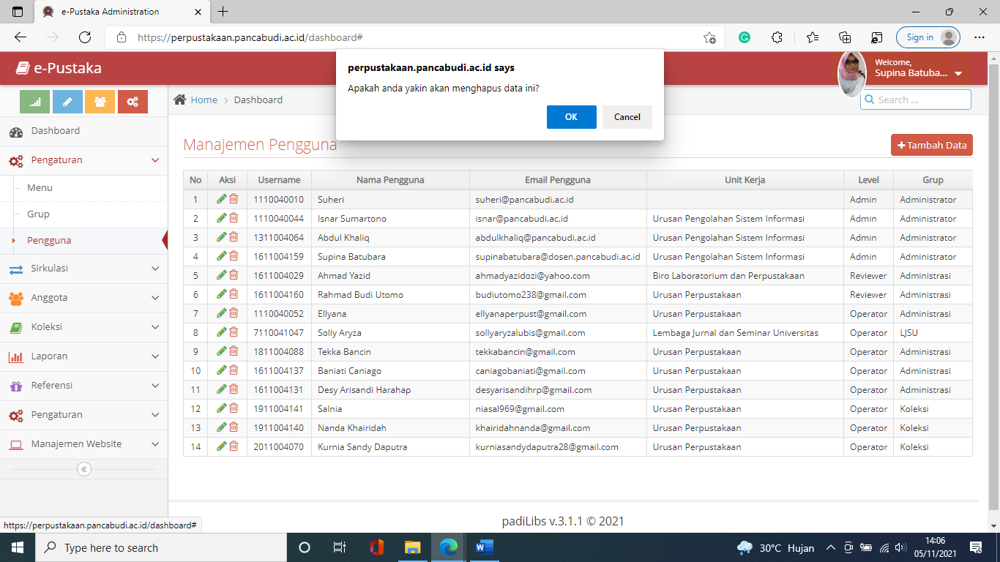 e-Pustaka Administration
https://perpustakaan.pancabudi.ac.id/dashboard#
Sign in
e-Pustaka
Welcome,
Supina Batuba...
perpustakaan.pancabudi.ac.id says
Apakah anda yakin akan menghapus data ini?
OK Cancel
Home Dashboard
Search ...
Dashboard
Pengaturan
Menu
Grup
Pengguna
Sirkulasi
Anggota
Koleksi
Laporan
Referensi
Pengaturan
Manajemen Website
Manajemen Pengguna
Tambah Data
No Aksi Username Nama Pengguna Email Pengguna Unit Kerja Level Grup
1 1110040010 Suheri suheri@pancabudi.ac.id Admin Administrator
2 1110040044 Isnar Sumartono isnar@pancabudi.ac.id Urusan Pengolahan Sistem Informasi Admin Administrator
3 1311004064 Abdul Khaliq abdulkhaliq@pancabudi.ac.id Urusan Pengolahan Sistem Informasi Admin Administrator
4 1611004159 Supina Batubara supinabatubara@dosen.pancabudi.ac.id Urusan Pengolahan Sistem Informasi Admin Administrator
5 1611004029 Ahmad Yazid ahmadyazidozi@yahoo.com Biro Laboratorium dan Perpustakaan Reviewer Administrasi
6 1611004160 Rahmad Budi Utomo budiutomo238@gmail.com Urusan Perpustakaan Reviewer Administrasi
7 1110040052 Ellyana ellyanaperpust@gmail.com Urusan Perpustakaan Operator Administrasi
8 7110041047 Solly Aryza sollyaryzalubis@gmail.com Lembaga Jurnal dan Seminar Universitas Operator LJSU
9 1811004088 Tekka Bancin tekkabancin@gmail.com Urusan Perpustakaan Operator Administrasi
10 1611004137 Baniati Caniago caniagobaniati@gmail.com Urusan Perpustakaan Operator Administrasi
11 1611004131 Desy Arisandi Harahap desyarisandihrp@gmail.com Urusan Perpustakaan Operator Administrasi
12 1911004141 Salnia niasal969@gmail.com Urusan Perpustakaan Operator Koleksi
13 1911004140 Nanda Khairidah khairidahnanda@gmail.com Urusan Perpustakaan Operator Koleksi
14 2011004070 Kurnia Sandy Daputra kurniasandydaputra28@gmail.com Urusan Perpustakaan Operator Koleksi
padiLibs v.3.1.1 © 2021
https://perpustakaan.pancabudi.ac.id/dashboard#
Type here to search
30°C Hujan
14:06
05/11/2021